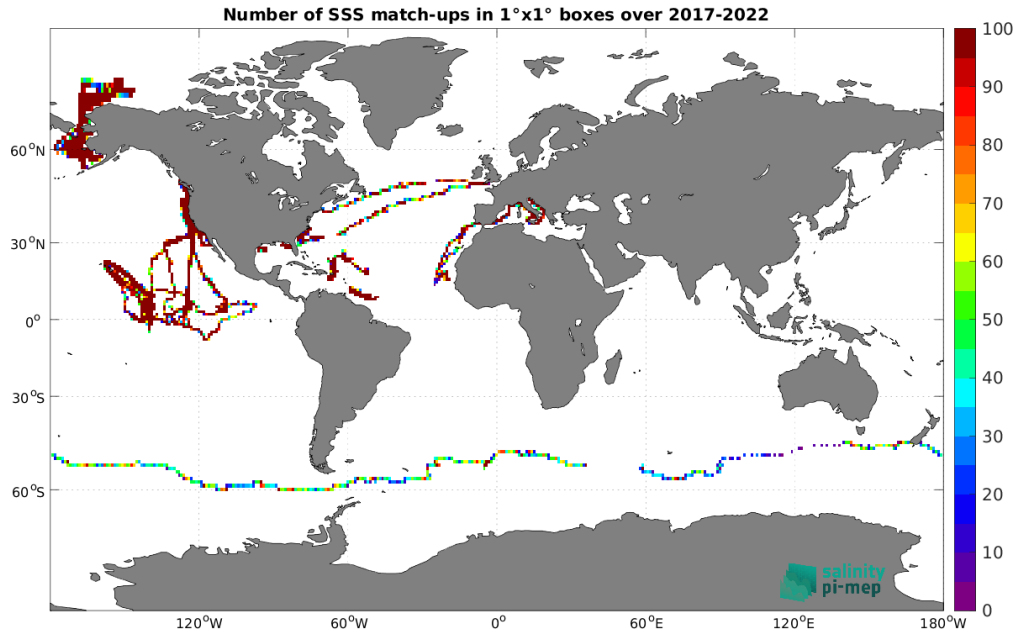 Number of SSS match-ups in 1°x1° boxes over 2017-2022
100
90
80
70
60
50
40
30
20
10
0
60°N
30°N
0°
30°S
60°S
salinity
pi-mep
120°W 60°W 0° 60°E 120°E 180°W